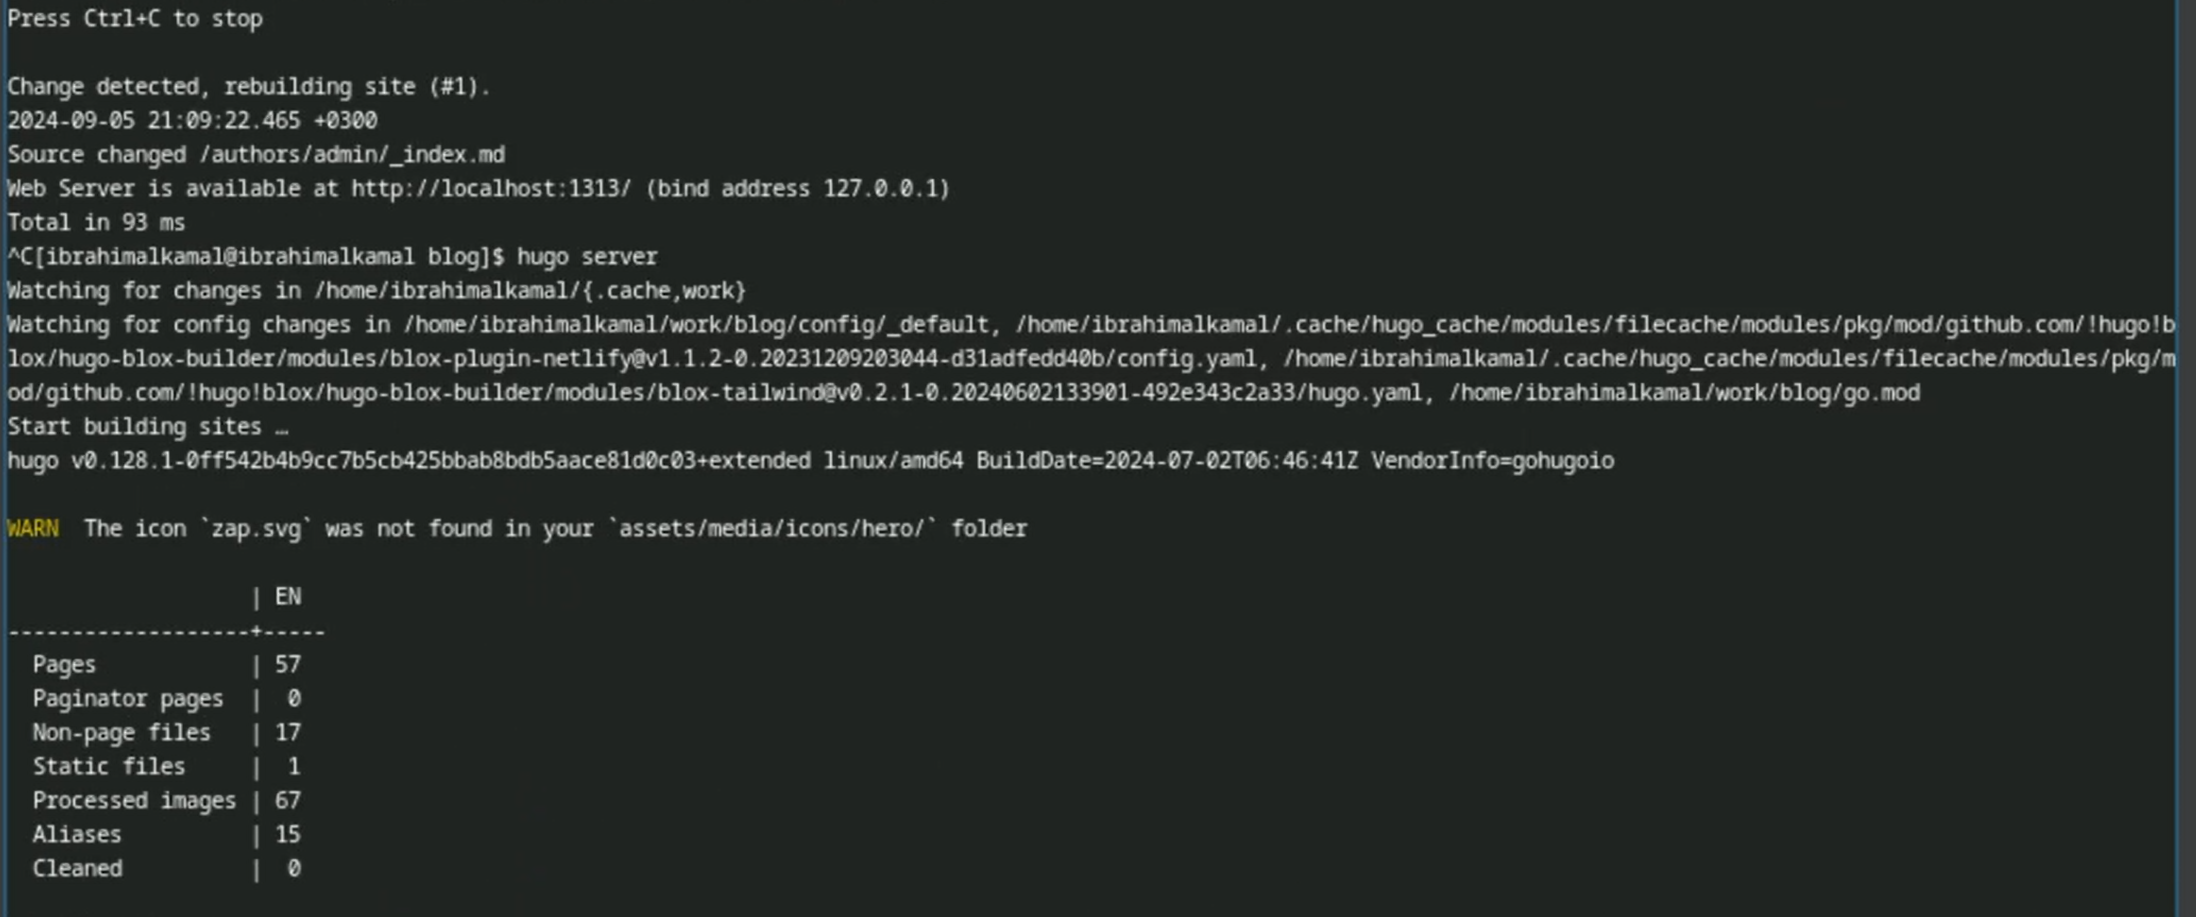 Press Ctrl+C to stop
Change detected, rebuilding site (#1).
2024-09-05 21:09:22.465 +0300
Source changed /authors/admin/_index.md
Web Server is available at http://localhost:1313/ (bind address 127.0.0.1)
Total in 93 ms
^C[ibrahimalkamal@ibrahimalkamal blog]$ hugo server
Watching for changes in /home/ibrahimalkamal/{.cache,work}
Watching for config changes in /home/ibrahimalkamal/work/blog/config/_default, /home/ibrahimalkamal/.cache/hugo_cache/modules/filecache/modules/pkg/mod/github.com/!hugo!b
lox/hugo-blox-builder/modules/blox-plugin-netlify@v1.1.2-0.20231209203044-d31adfedd40b/config.yaml, /home/ibrahimalkamal/.cache/hugo_cache/modules/filecache/modules/pkg/m
od/github.com/!hugo!blox/hugo-blox-builder/modules/blox-tailwind@v0.2.1-0.20240602133901-492e343c2a33/hugo.yaml, /home/ibrahimalkamal/work/blog/go.mod
Start building sites …
hugo v0.128.1-0ff542b4b9cc7b5cb425bbab8bdb5aace81d0c03+extended linux/amd64 BuildDate=2024-07-02T06:46:41Z VendorInfo=gohugoio
WARN  The icon `zap.svg` was not found in your `assets/media/icons/hero/` folder
                   | EN
-------------------+-----
  Pages            | 57
  Paginator pages  |  0
  Non-page files   | 17
  Static files     |  1
  Processed images | 67
  Aliases          | 15
  Cleaned          |  0